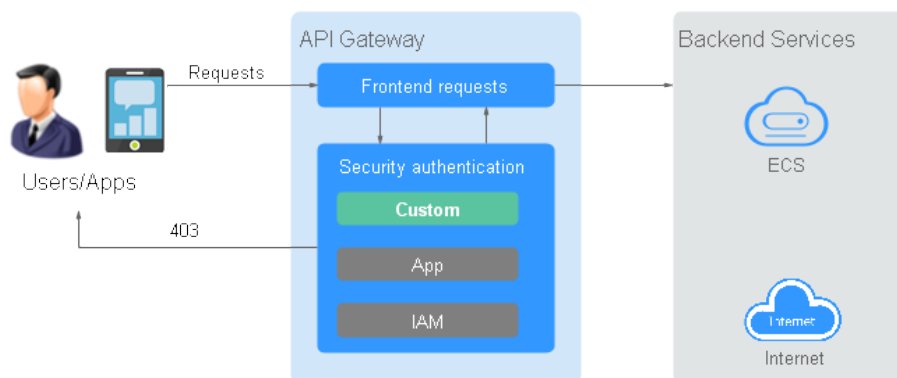 API Gateway
Backend Services
Requests
Frontend requests
Users/Apps
Security authentication
ECS
Custom
403
App
IAM
Internet
Internet